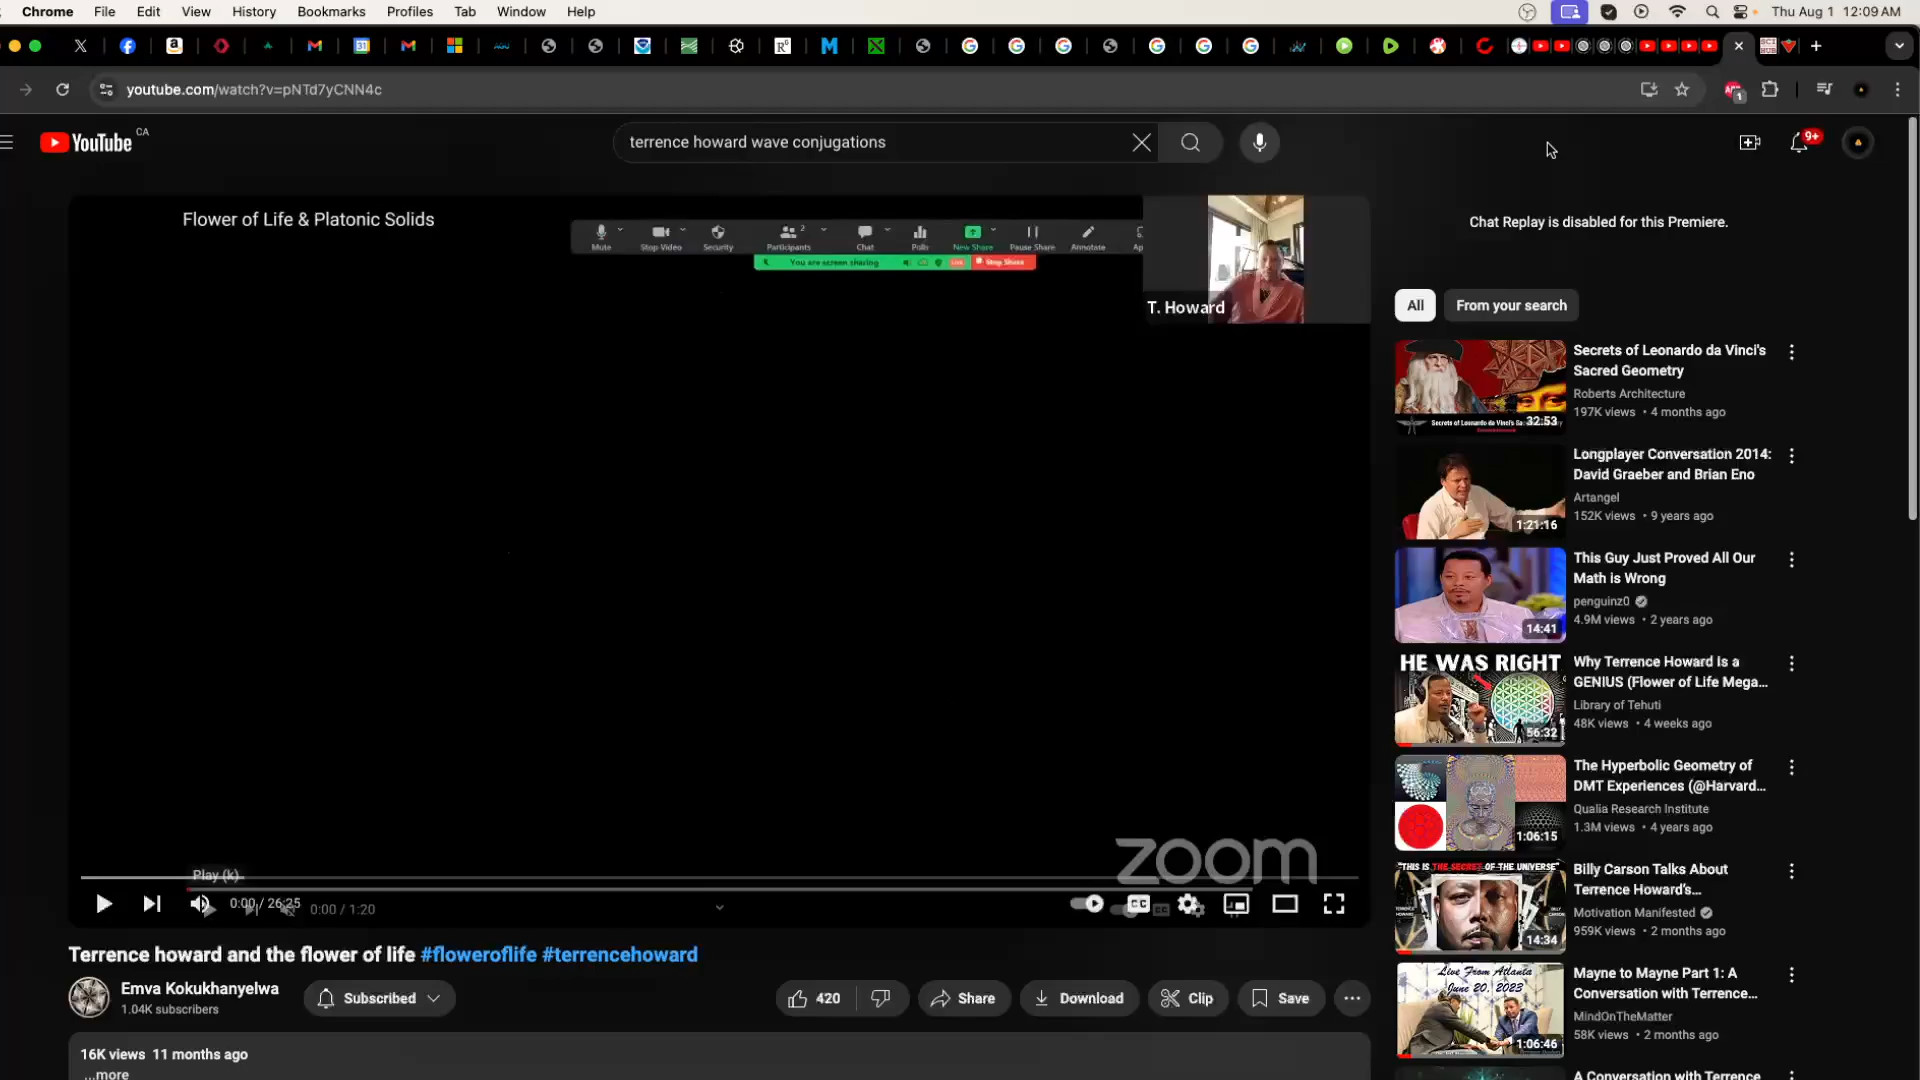 Chrome File Edit View History Bookmarks Profiles Tab Window Help
Thu Aug 1 12:09 AM
youtube.com/watch?v=pNTd7yCNN4c
YouTube CA
terrence howard wave conjugations
9+
Flower of Life & Platonic Solids
Mute Stop Video Security Participants 2 Chat Polls New Share Pause Share Annotate
You are screen sharing Live Stop Share
T. Howard
zoom
Play (k)
0:00 / 26:25
0:00 / 1:20
Terrence howard and the flower of life #floweroflife #terrencehoward
Emva Kokukhanyelwa
1.04K subscribers
Subscribed
420
Share
Download
Clip
Save
16K views 11 months ago
...more
Chat Replay is disabled for this Premiere.
All
From your search
Secrets of Leonardo da Vinci's
Sacred Geometry
Roberts Architecture
197K views • 4 months ago
32:53
Longplayer Conversation 2014:
David Graeber and Brian Eno
Artangel
152K views • 9 years ago
1:21:16
This Guy Just Proved All Our
Math is Wrong
penguinz0
4.9M views • 2 years ago
14:41
HE WAS RIGHT
Why Terrence Howard Is a
GENIUS (Flower of Life Mega...
Library of Tehuti
48K views • 4 weeks ago
56:32
The Hyperbolic Geometry of
DMT Experiences (@Harvard...
Qualia Research Institute
1.3M views • 4 years ago
1:06:15
"THIS IS THE SECRET OF THE UNIVERSE"
Billy Carson Talks About
Terrence Howard's...
Motivation Manifested
959K views • 2 months ago
14:34
Live From Atlanta
June 20, 2023
Mayne to Mayne Part 1: A
Conversation with Terrence...
MindOnTheMatter
58K views • 2 months ago
1:06:46
A Conversation with Terrence